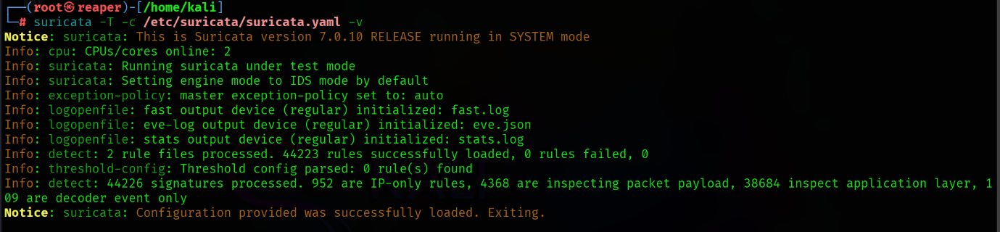 ┌──(root㉿reaper)-[/home/kali]
└─# suricata -T -c /etc/suricata/suricata.yaml -v
Notice: suricata: This is Suricata version 7.0.10 RELEASE running in SYSTEM mode
Info: cpu: CPUs/cores online: 2
Info: suricata: Running suricata under test mode
Info: suricata: Setting engine mode to IDS mode by default
Info: exception-policy: master exception-policy set to: auto
Info: logopenfile: fast output device (regular) initialized: fast.log
Info: logopenfile: eve-log output device (regular) initialized: eve.json
Info: logopenfile: stats output device (regular) initialized: stats.log
Info: detect: 2 rule files processed. 44223 rules successfully loaded, 0 rules failed, 0
Info: threshold-config: Threshold config parsed: 0 rule(s) found
Info: detect: 44226 signatures processed. 952 are IP-only rules, 4368 are inspecting packet payload, 38684 inspect application layer, 1
09 are decoder event only
Notice: suricata: Configuration provided was successfully loaded. Exiting.